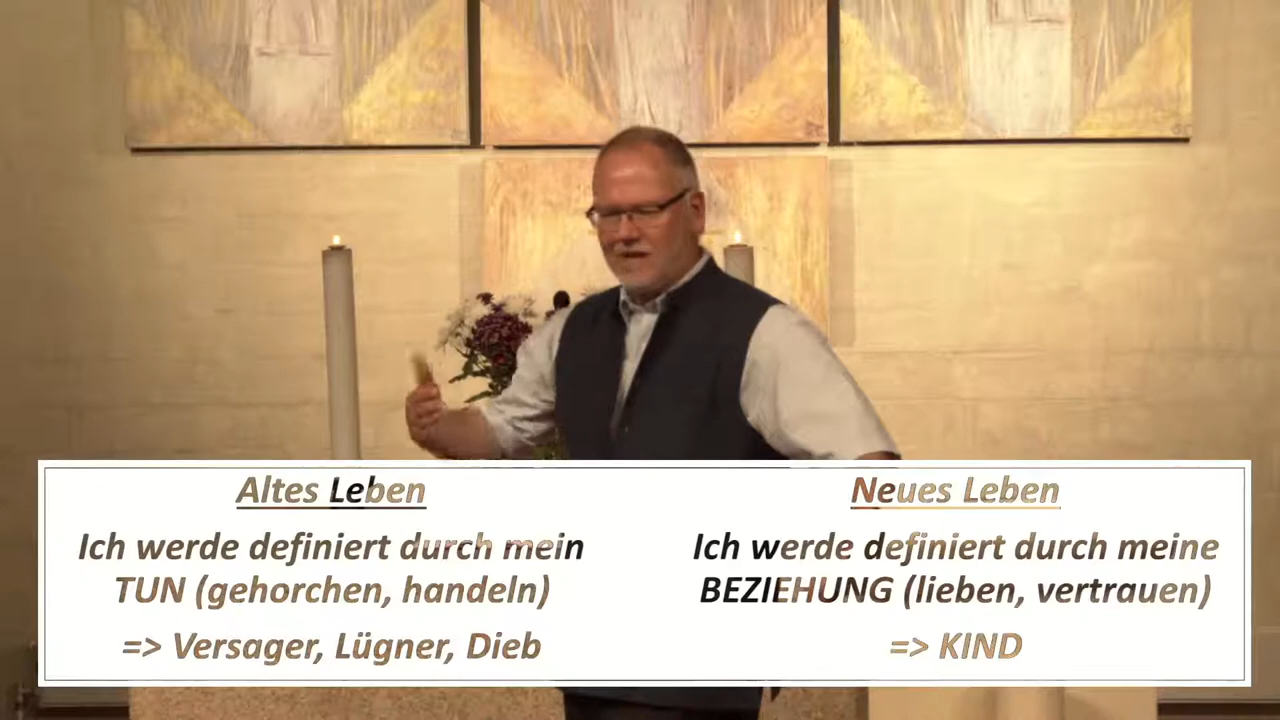 Altes Leben
Ich werde definiert durch mein
TUN (gehorchen, handeln)
=> Versager, Lügner, Dieb
Neues Leben
Ich werde definiert durch meine
BEZIEHUNG (lieben, vertrauen)
=> KIND